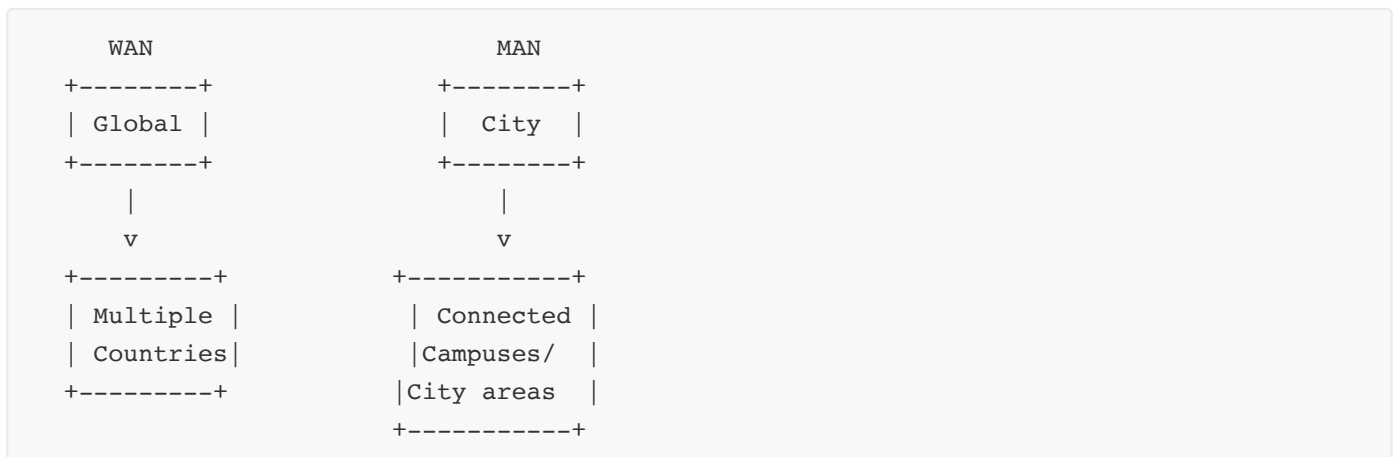 WAN                       MAN
  +--------+               +--------+
  | Global |               |  City  |
  +--------+               +--------+
      |                        |
      v                        v
  +---------+           +-----------+
  | Multiple |           | Connected |
  | Countries|           |Campuses/  |
  +---------+           |City areas  |
                        +-----------+